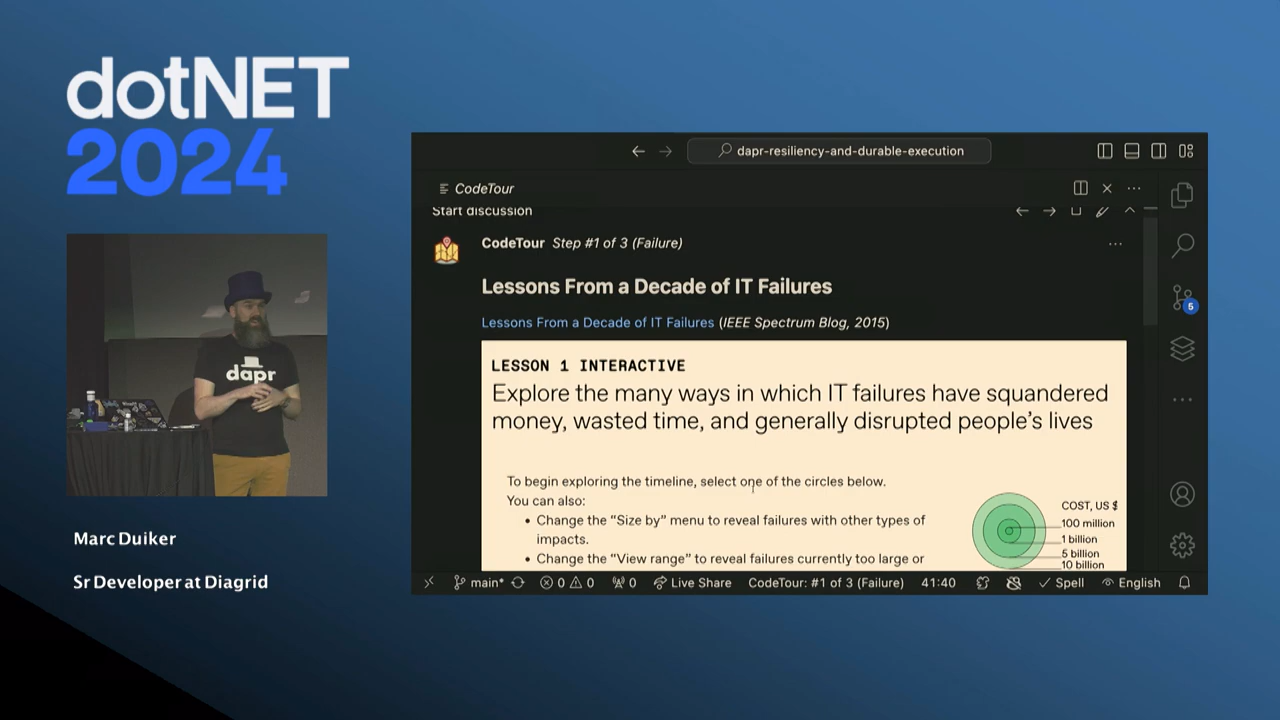 dotNET
2024
dapr
Marc Duiker
Sr Developer at Diagrid
dapr-resiliency-and-durable-execution
CodeTour
Start discussion
CodeTour Step #1 of 3 (Failure)
Lessons From a Decade of IT Failures
Lessons From a Decade of IT Failures (IEEE Spectrum Blog, 2015)
LESSON 1 INTERACTIVE
Explore the many ways in which IT failures have squandered
money, wasted time, and generally disrupted people's lives
To begin exploring the timeline, select one of the circles below.
You can also:
• Change the “Size by” menu to reveal failures with other types of
impacts.
• Change the “View range” to reveal failures currently too large or
COST, US $
100 million
1 billion
5 billion
10 billion
5
main* 0 0 0 Live Share CodeTour: #1 of 3 (Failure) 41:40 Spell English